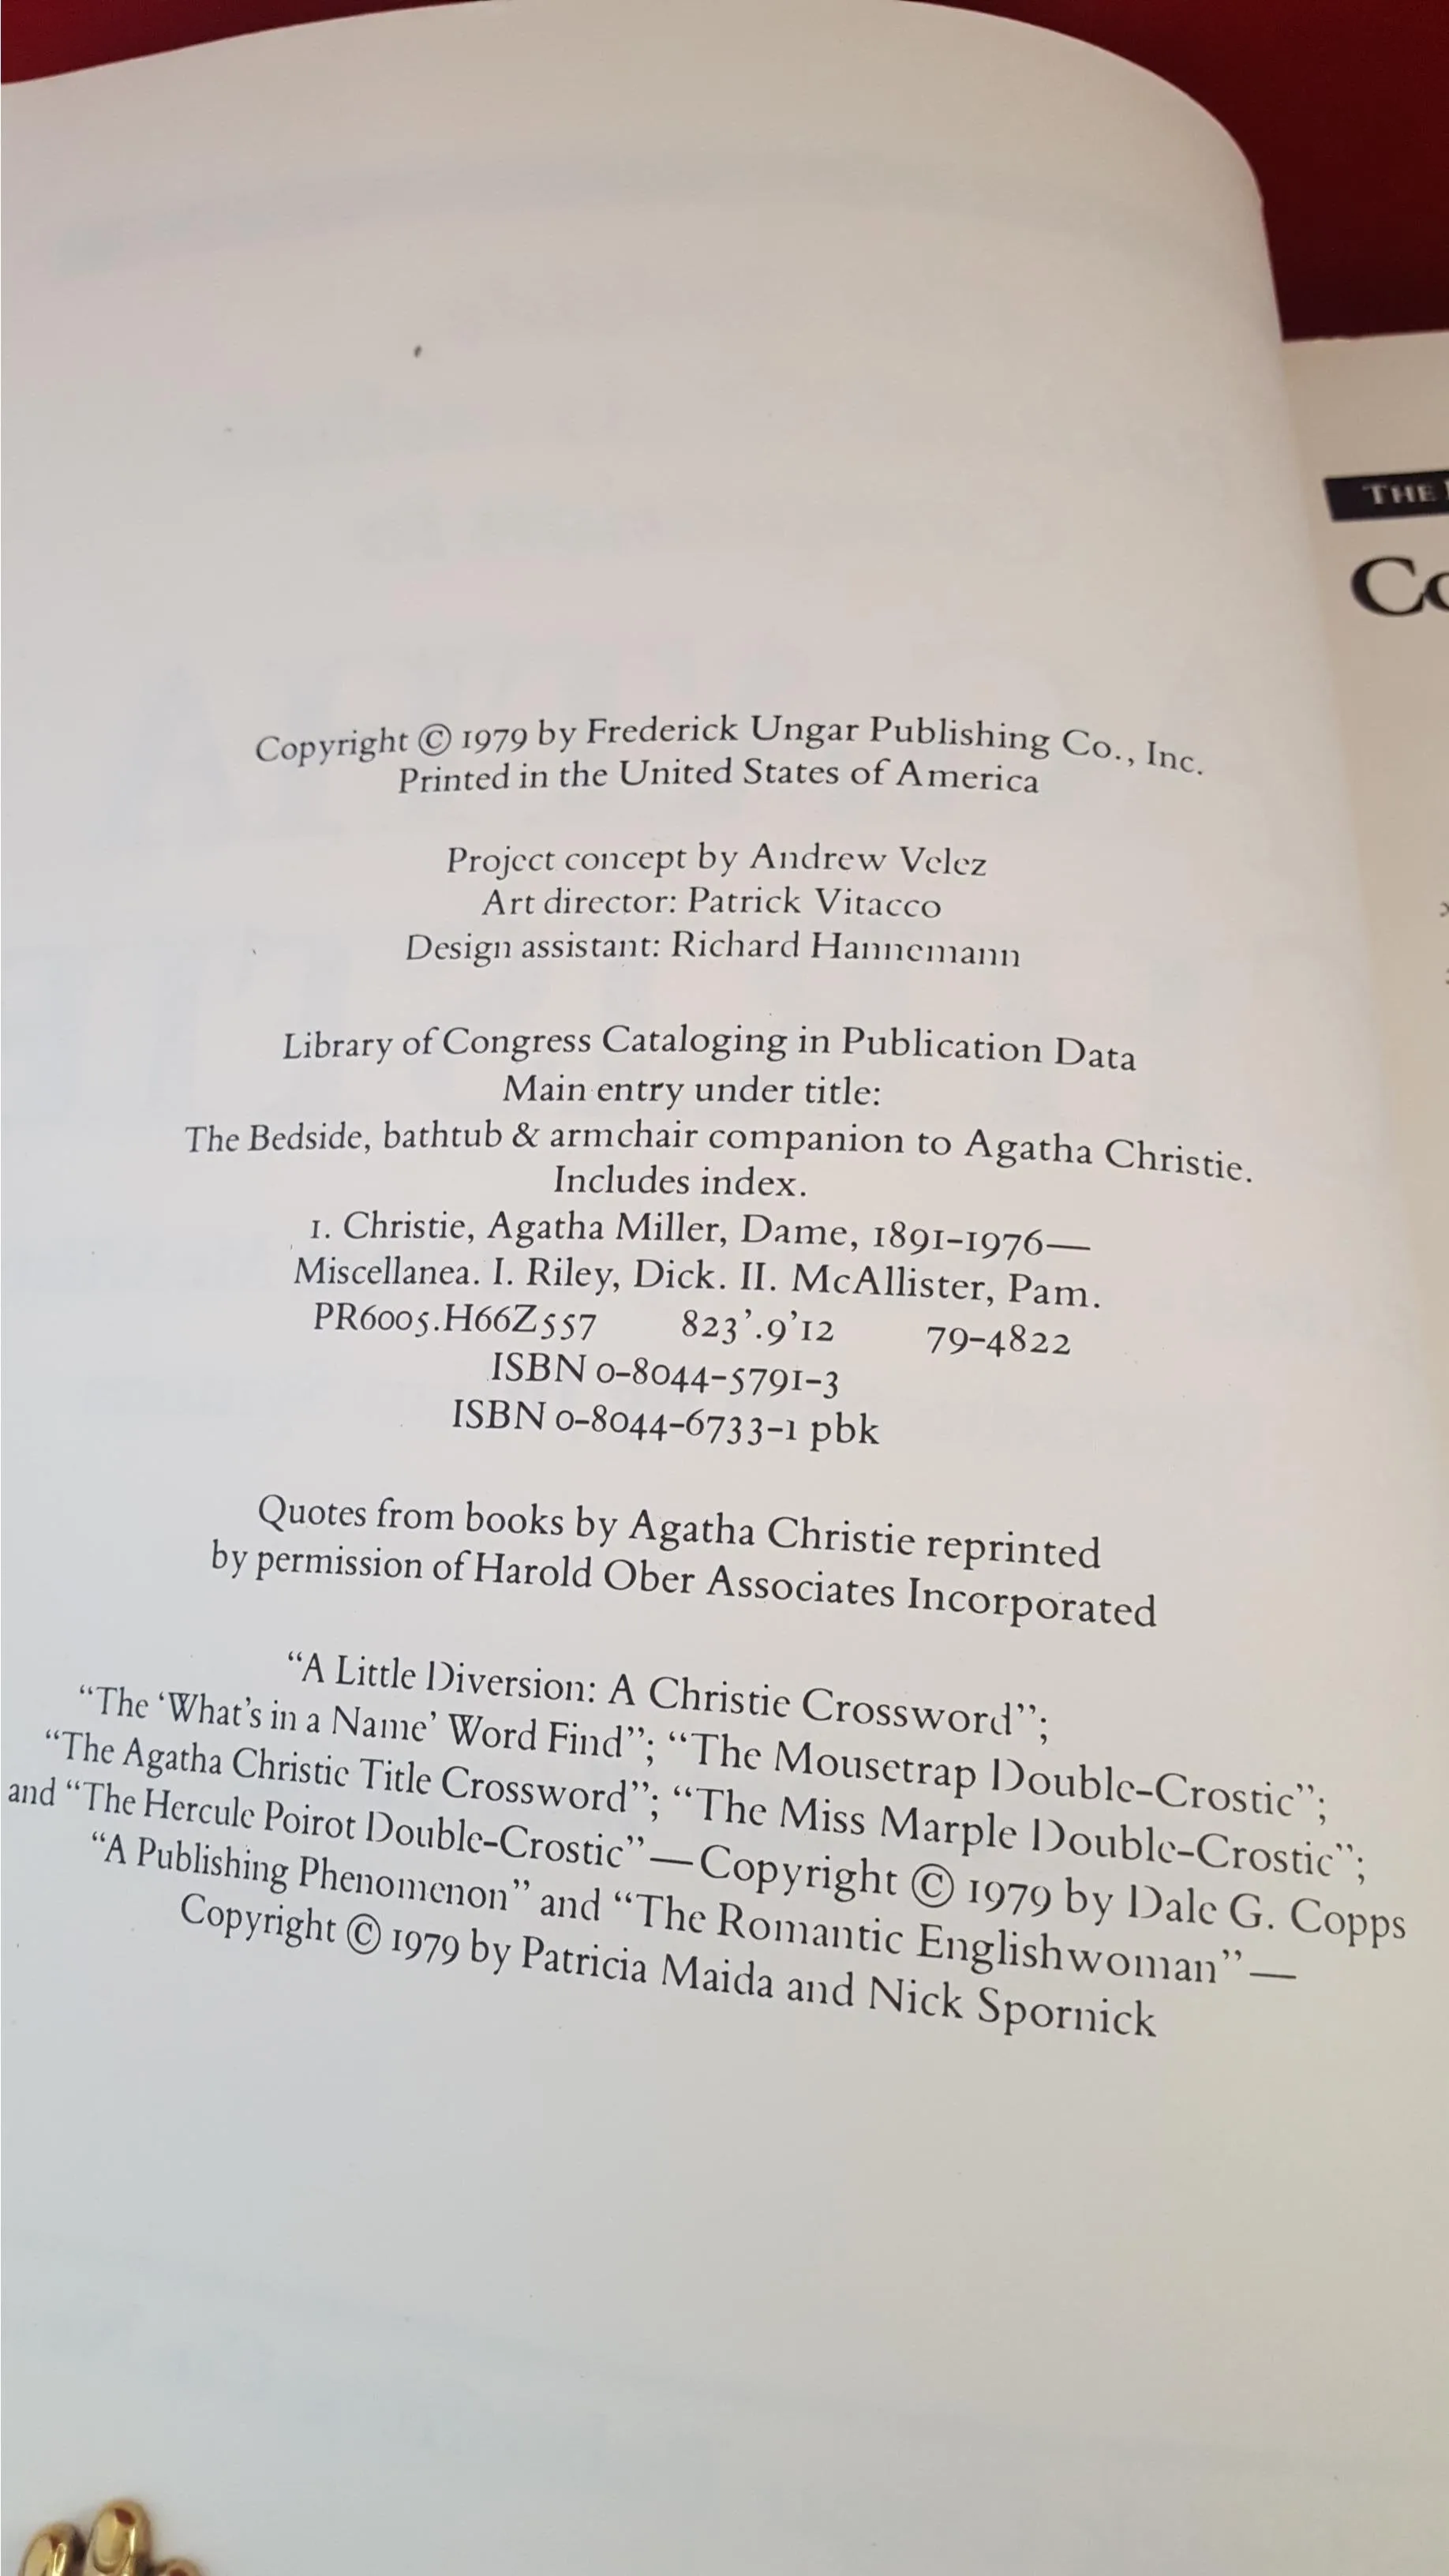 Copyright © 1979 by Frederick Ungar Publishing Co., Inc.
Printed in the United States of America
Project concept by Andrew Velez
Art director: Patrick Vitacco
Design assistant: Richard Hannemann
Library of Congress Cataloging in Publication Data
Main entry under title:
The Bedside, bathtub & armchair companion to Agatha Christie.
Includes index.
1. Christie, Agatha Miller, Dame, 1891–1976—
Miscellanea. I. Riley, Dick. II. McAllister, Pam.
PR6005.H66Z557 823'.9'12 79-4822
ISBN 0-8044-5791-3
ISBN 0-8044-6733-1 pbk
Quotes from books by Agatha Christie reprinted
by permission of Harold Ober Associates Incorporated
“A Little Diversion: A Christie Crossword”;
“The ‘What’s in a Name’ Word Find”; “The Mousetrap Double-Crostic”;
“The Agatha Christie Title Crossword”; “The Miss Marple Double-Crostic”;
and “The Hercule Poirot Double-Crostic”—Copyright © 1979 by Dale G. Copps
“A Publishing Phenomenon” and “The Romantic Englishwoman”—
Copyright © 1979 by Patricia Maida and Nick Spornick
THE